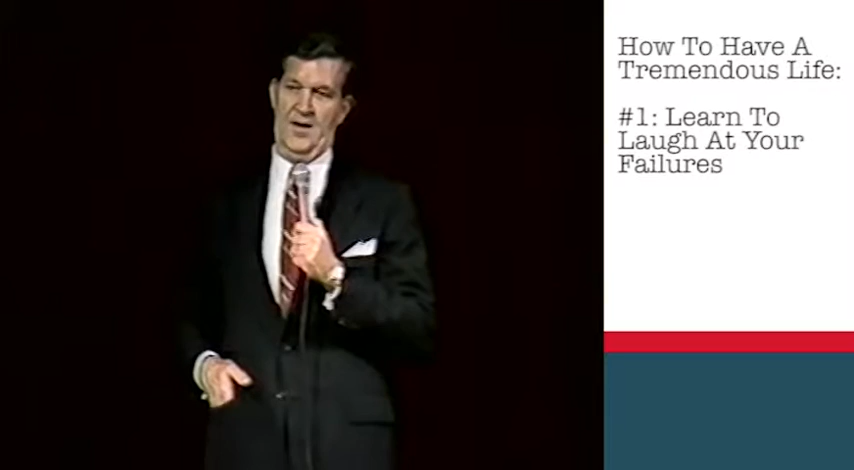 How To Have A
Tremendous Life:
#1: Learn To
Laugh At Your
Failures